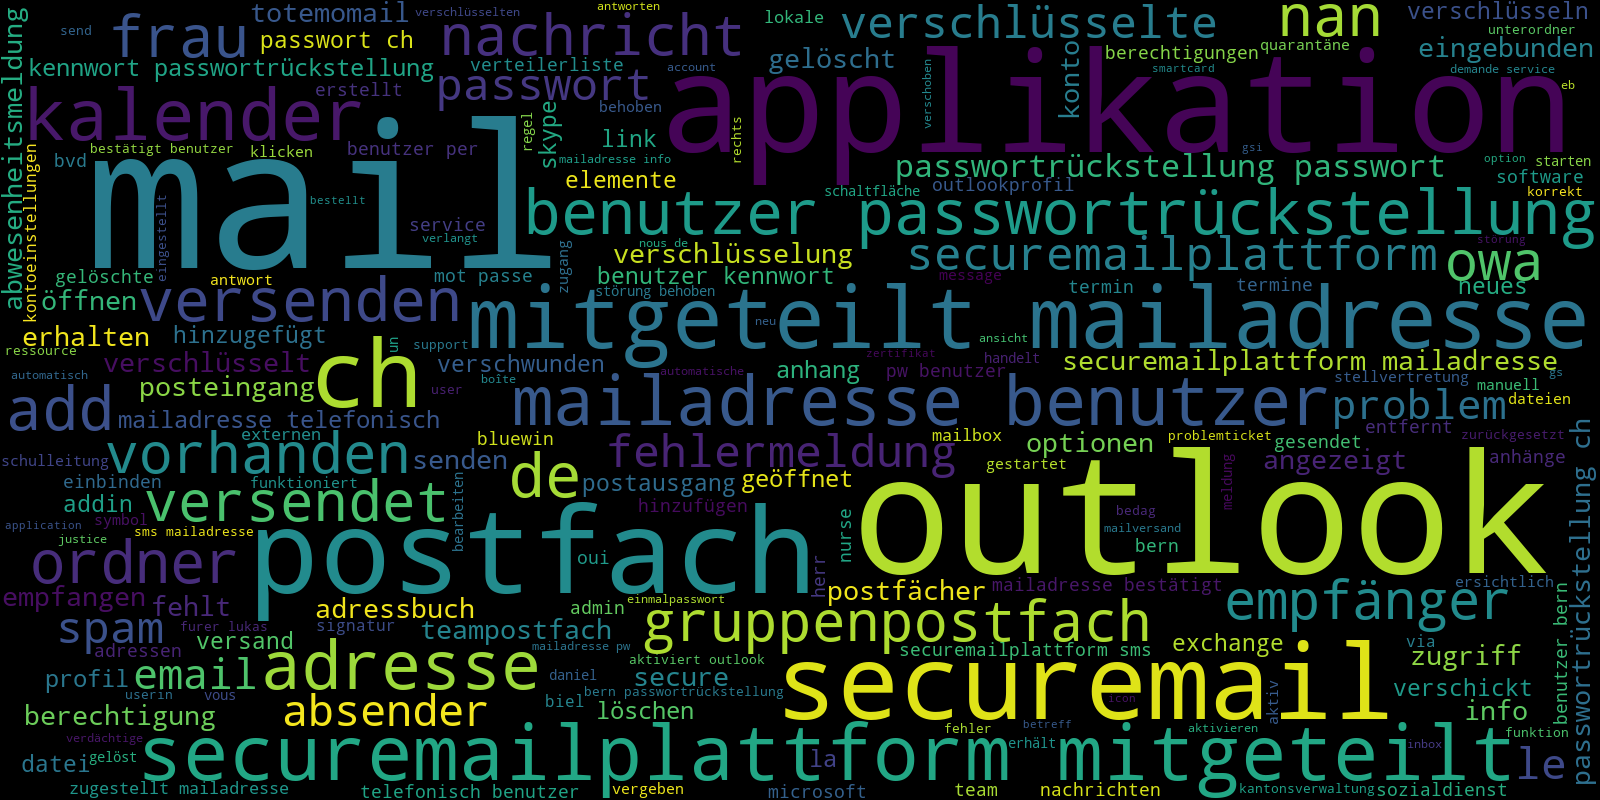 abwesenheitsmeldung
send
frau
totemomail
passwort ch
verschlüsselten
nachricht
antworten
lokale
verschlüsselte
nan
verschlüsseln
unterordner
eingebunden
kennwort passwortrückstellung
verteilerliste
account
passwort
gelöscht
konto
berechtigungen
quarantäne
smartcard
demande service
eb
kalender
erstellt
behoben
applikation
verschoben
bestätigt benutzer
klicken
benutzer per
regel
skype
link
rechts
gsi
option
starten
bvd
mail
mailadresse info
elemente
passwortrückstellung passwort
software
korrekt
kontoeinstellungen
eingestellt
bestellt
schaltfläche
outlookprofil
benutzer passwortrückstellung
service
verlangt
zugang
nous de
verschlüsselung
securemailplattform
störung
owa
gelöschte
antwort
mot passe
benutzer kennwort
message
termin
termine
neues
öffnen
versenden
störung behoben
erhalten
hinzugefügt
mitgeteilt mailadresse
neu
ansicht
ressource
verschlüsselt
un
support
verschwunden
zertifikat
handelt
securemailplattform mailadresse
automatisch
posteingang
ch
user
boîte
automatische
anhang
pw benutzer
stellvertretung
manuell
gs
dateien
add
mailadresse telefonisch
mailadresse benutzer
problem
entfernt
externen
bluewin
mailbox
optionen
problemticket
gesendet
zurückgesetzt
passwortrückstellung ch
schulleitung
vorhanden
senden
fehlermeldung
gestartet
angezeigt
anhänge
einbinden
funktioniert
de
postausgang
geöffnet
meldung
addin
versendet
bearbeiten
hinzufügen
outlook
application
symbol
sms mailadresse
postfach
nurse
bedag
mailversand
bern
justice
ordner
oui
herr
postfächer
mailadresse bestätigt
ersichtlich
empfangen
fehlt
adressbuch
admin
einmalpasswort
empfänger
benutzer bern
spam
furer lukas
signatur
teampostfach
gruppenpostfach
exchange
via
adressen
versand
mailadresse pw
securemailplattform sms
zugriff
profil
email
adresse
aktiviert outlook
daniel
secure
securemail
verschickt
userin
vous
bern passwortrückstellung
icon
aktiv
info
berechtigung
absender
biel
löschen
fehler
betreff
aktivieren
funktion
verdächtige
gelöst
securemailplattform mitgeteilt
erhält
inbox
datei
la
le
zugestellt mailadresse
telefonisch benutzer
vergeben
microsoft
team
nachrichten
kantonsverwaltung
sozialdienst